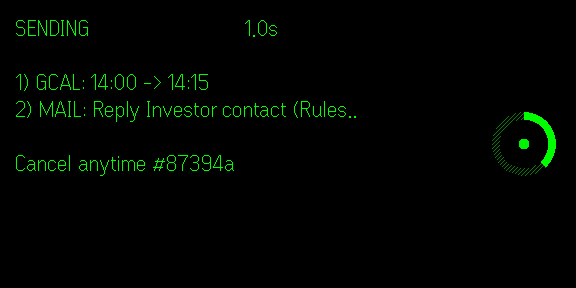 SENDING 1.0s
1) GCAL: 14:00 -> 14:15
2) MAIL: Reply Investor contact (Rules..
Cancel anytime #87394a